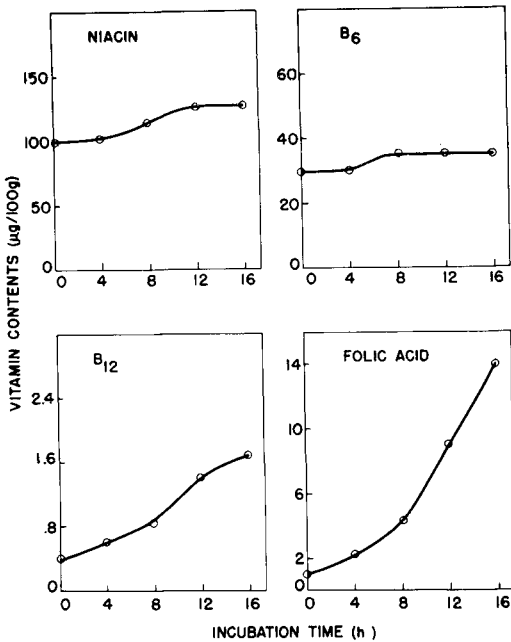 NIACIN
150
100
50
0
0 4 8 12 16
B6
60
40
20
0
0 4 8 12 16
VITAMIN CONTENTS (µg/100g)
B12
2.4
1.6
.8
0
0 4 8 12 16
FOLIC ACID
14
10
6
2
0
0 4 8 12 16
INCUBATION TIME (h)